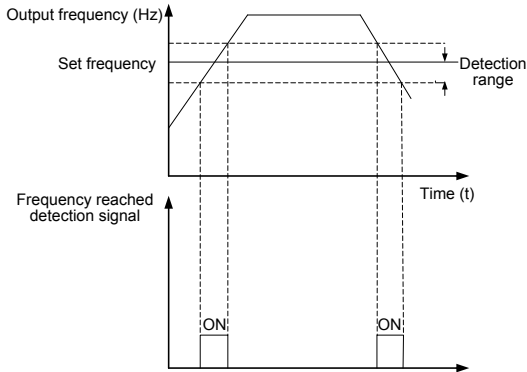 Output frequency (Hz)
Set frequency
Detection
range
Time (t)
Frequency reached
detection signal
ON
ON